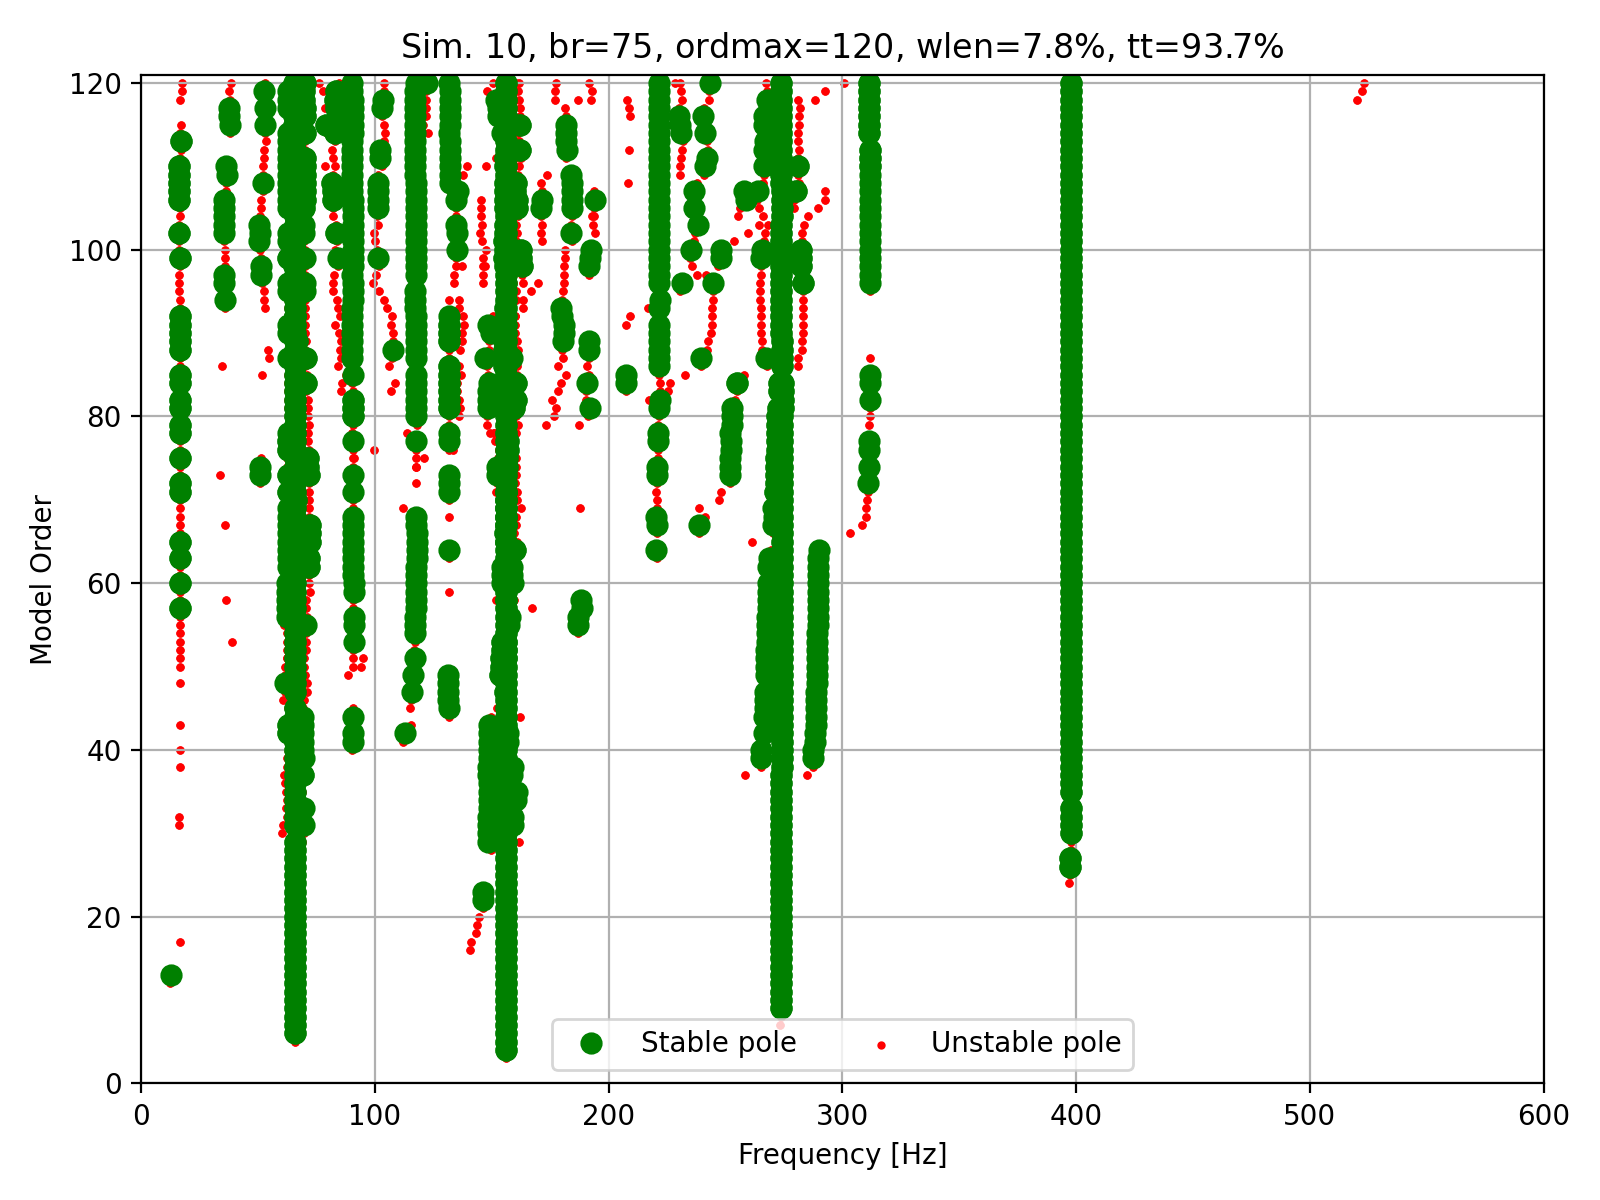 Sim. 10, br=75, ordmax=120, wlen=7.8%, tt=93.7%
120
100
80
60
40
20
0
Model Order
Stable pole
Unstable pole
0 100 200 300 400 500 600
Frequency [Hz]